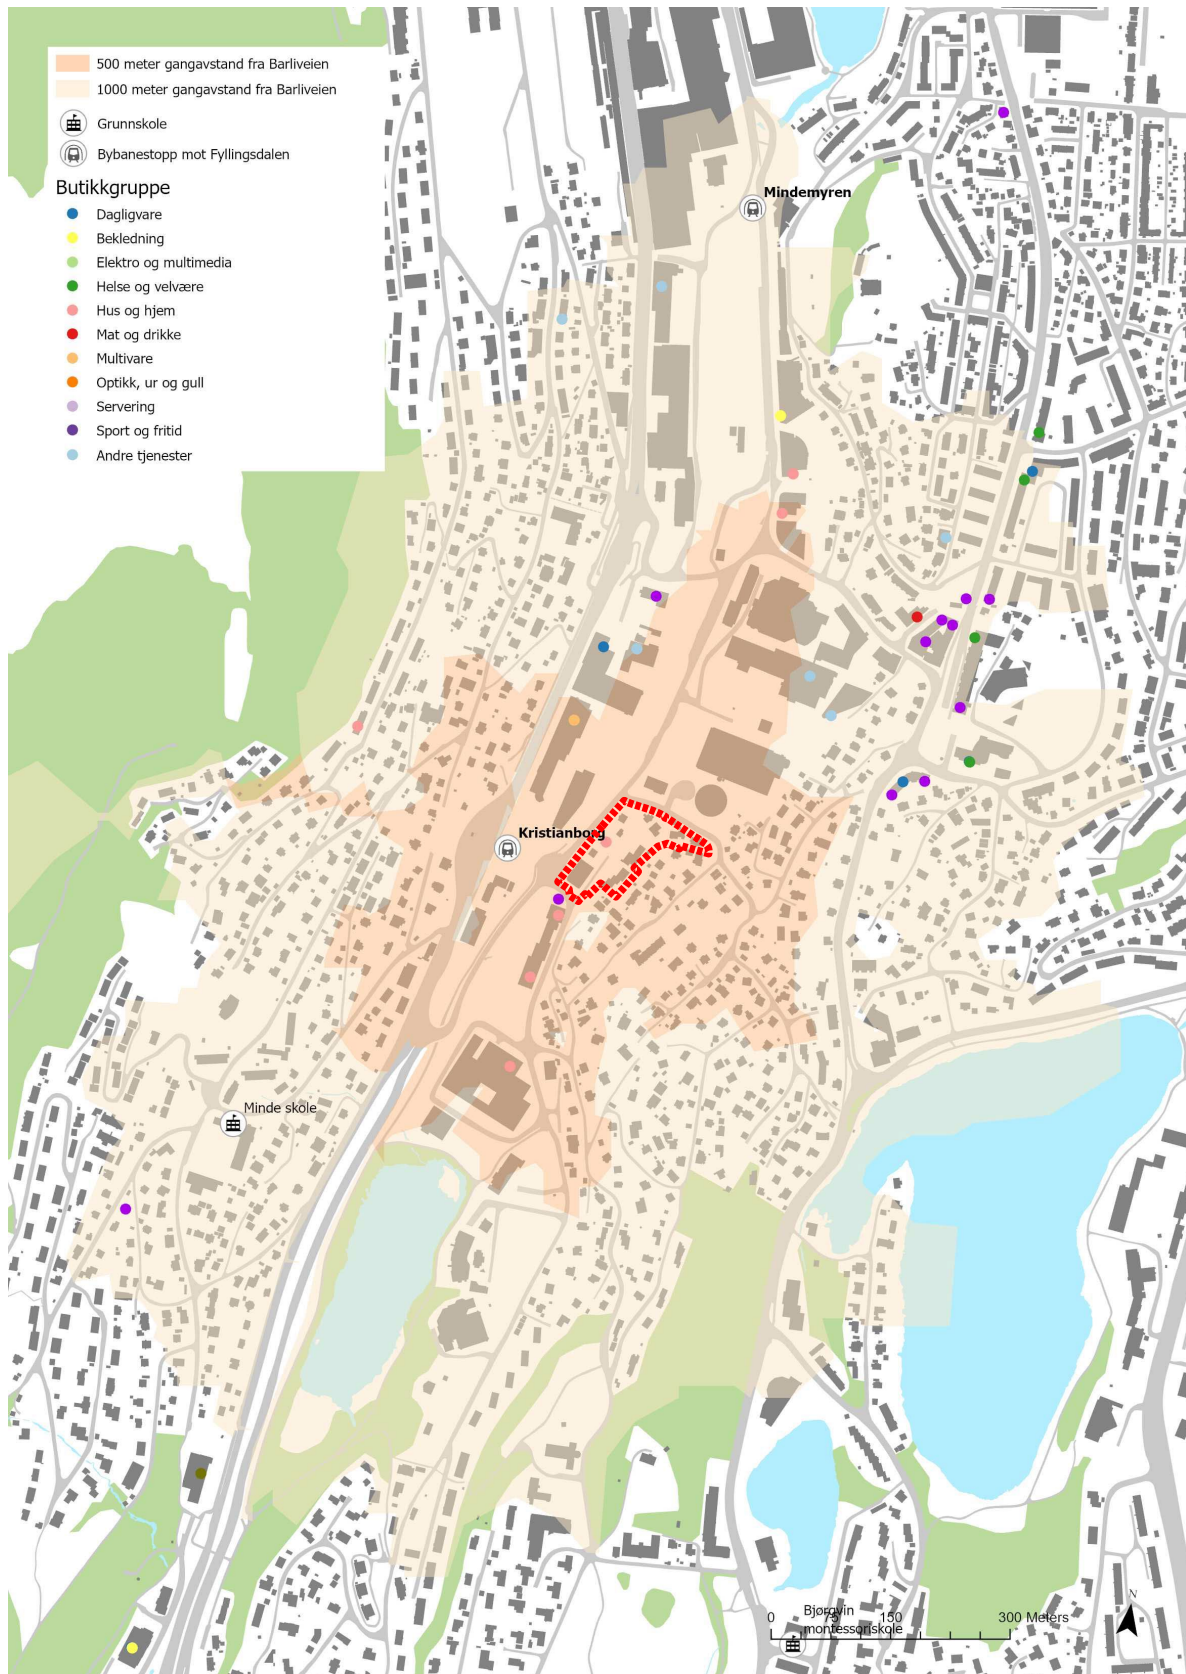 500 meter gangavstand fra Barliveien
1000 meter gangavstand fra Barliveien
Grunnskole
Bybanestopp mot Fyllingsdalen
Butikkgruppe
Dagligvare
Bekledning
Elektro og multimedia
Helse og velvære
Hus og hjem
Mat og drikke
Multivare
Optikk, ur og gull
Servering
Sport og fritid
Andre tjenester
Mindemyren
Kristianborg
Minde skole
Bjørgvin
montessoriskole
0 75 150 300 Meters
N